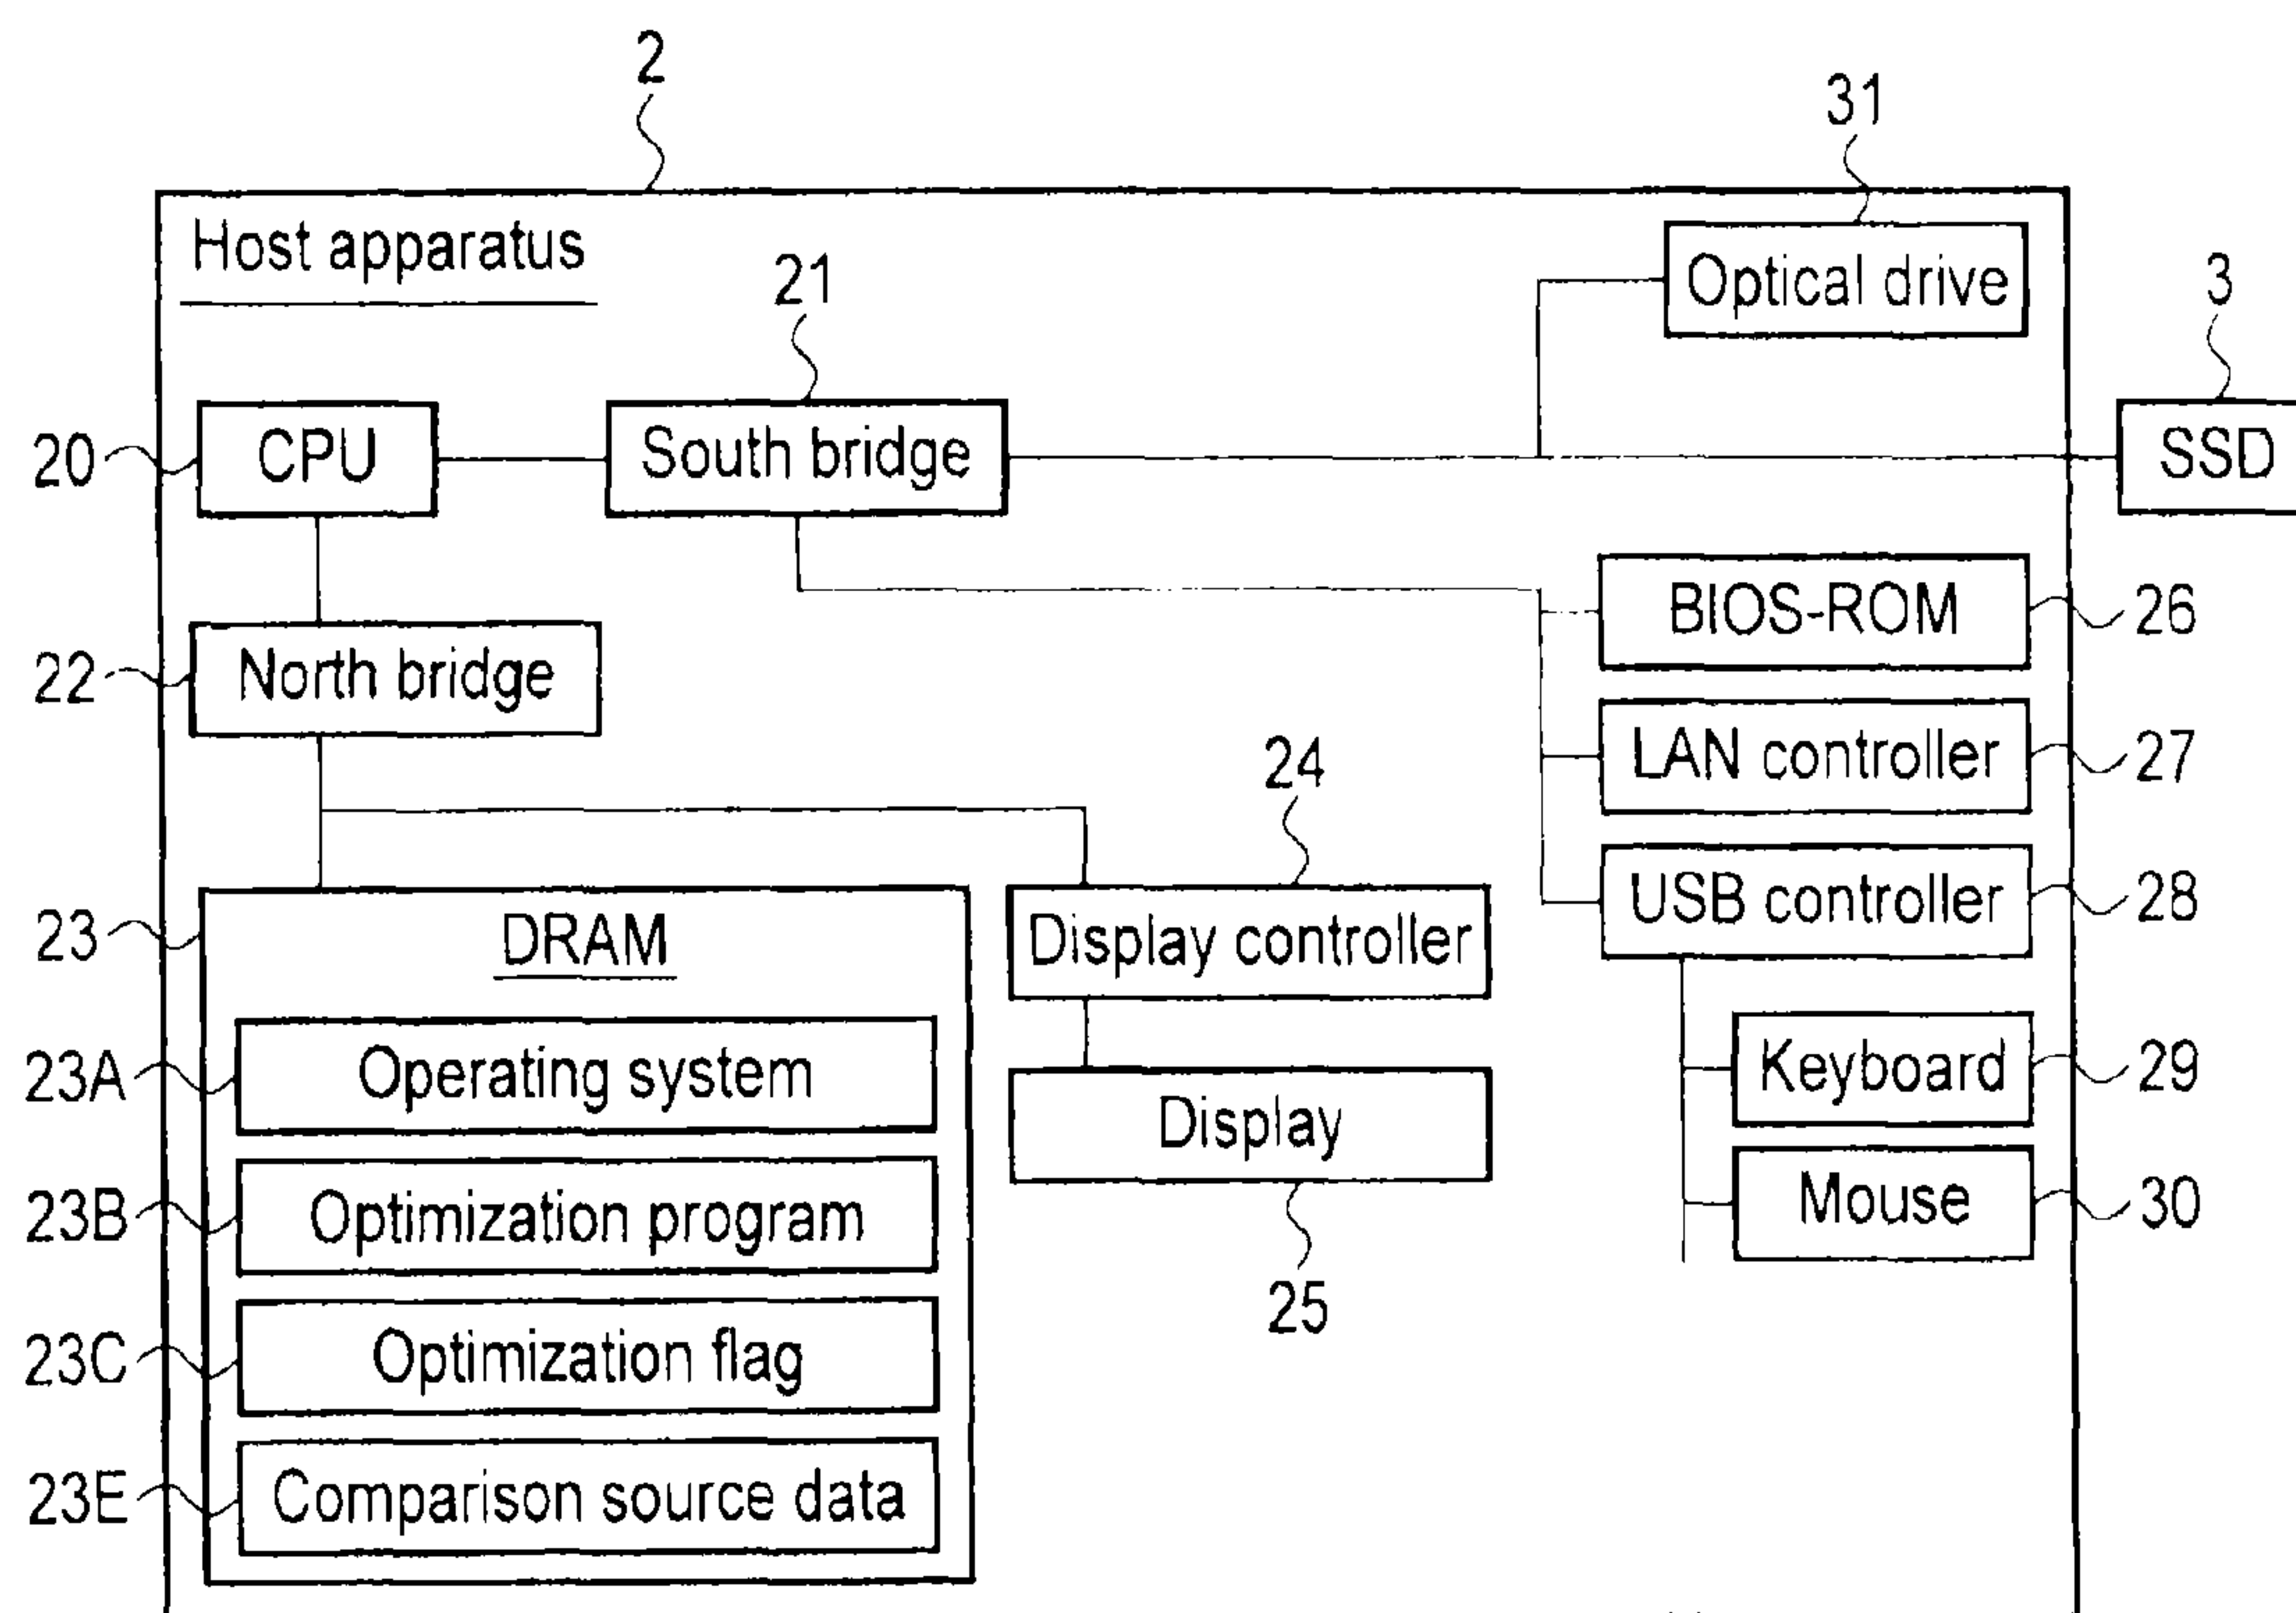 2
31
Host apparatus
21
Optical drive
3
20
CPU
South bridge
SSD
BIOS-ROM
26
22
North bridge
LAN controller
27
24
USB controller
28
23
DRAM
Display controller
23A
Operating system
Keyboard
29
Display
23B
Optimization program
Mouse
30
25
23C
Optimization flag
23E
Comparison source data